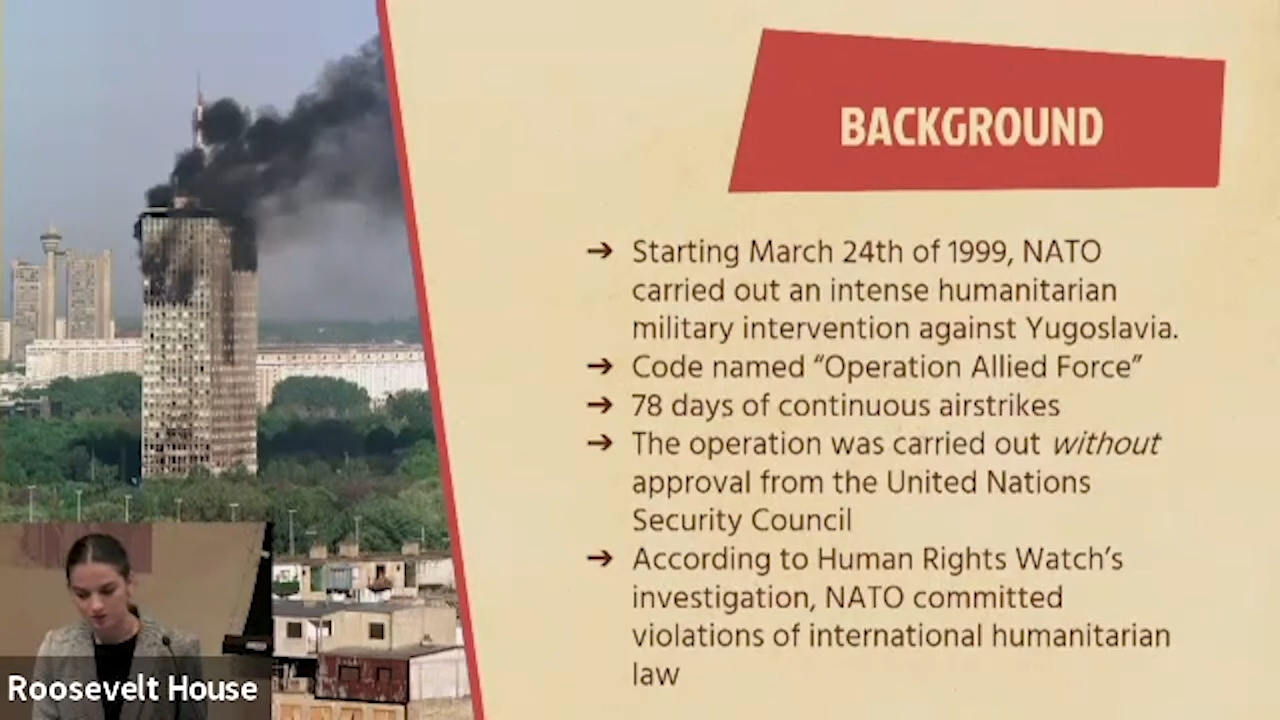 BACKGROUND
➔ Starting March 24th of 1999, NATO
carried out an intense humanitarian
military intervention against Yugoslavia.
➔ Code named “Operation Allied Force”
➔ 78 days of continuous airstrikes
➔ The operation was carried out without
approval from the United Nations
Security Council
➔ According to Human Rights Watch’s
investigation, NATO committed
violations of international humanitarian
law
Roosevelt House